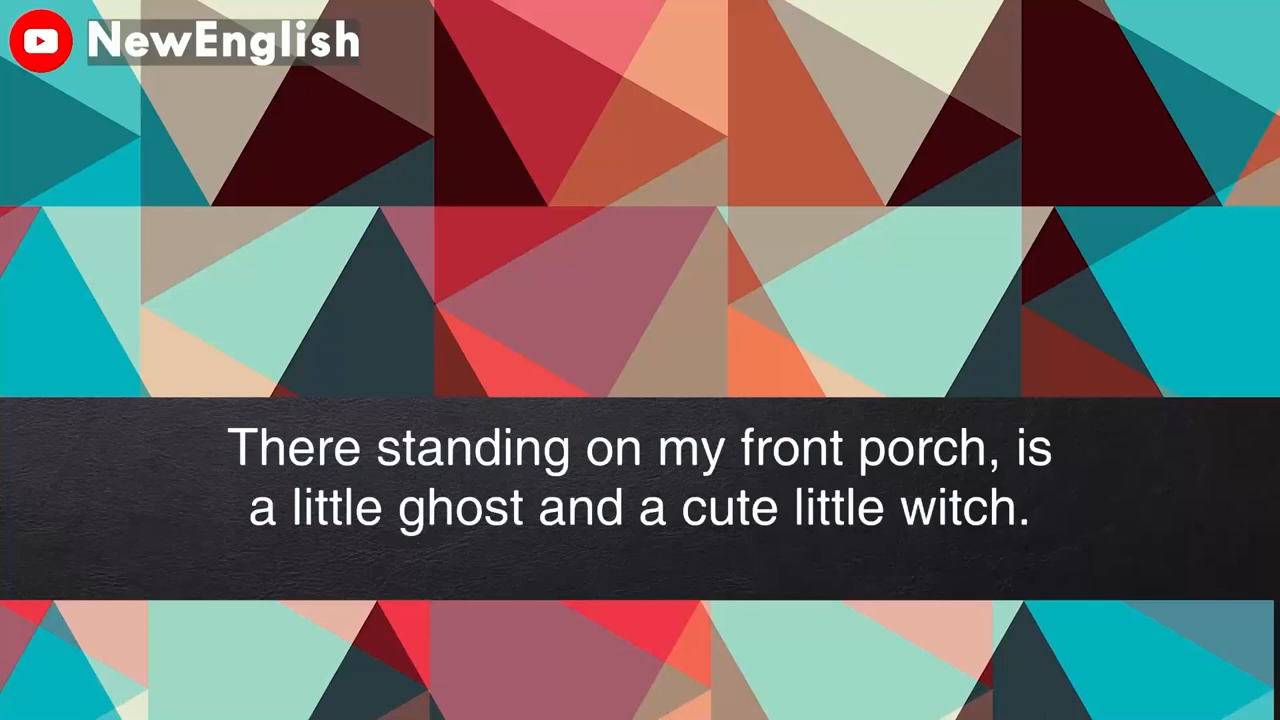 NewEnglish
There standing on my front porch, is
a little ghost and a cute little witch.